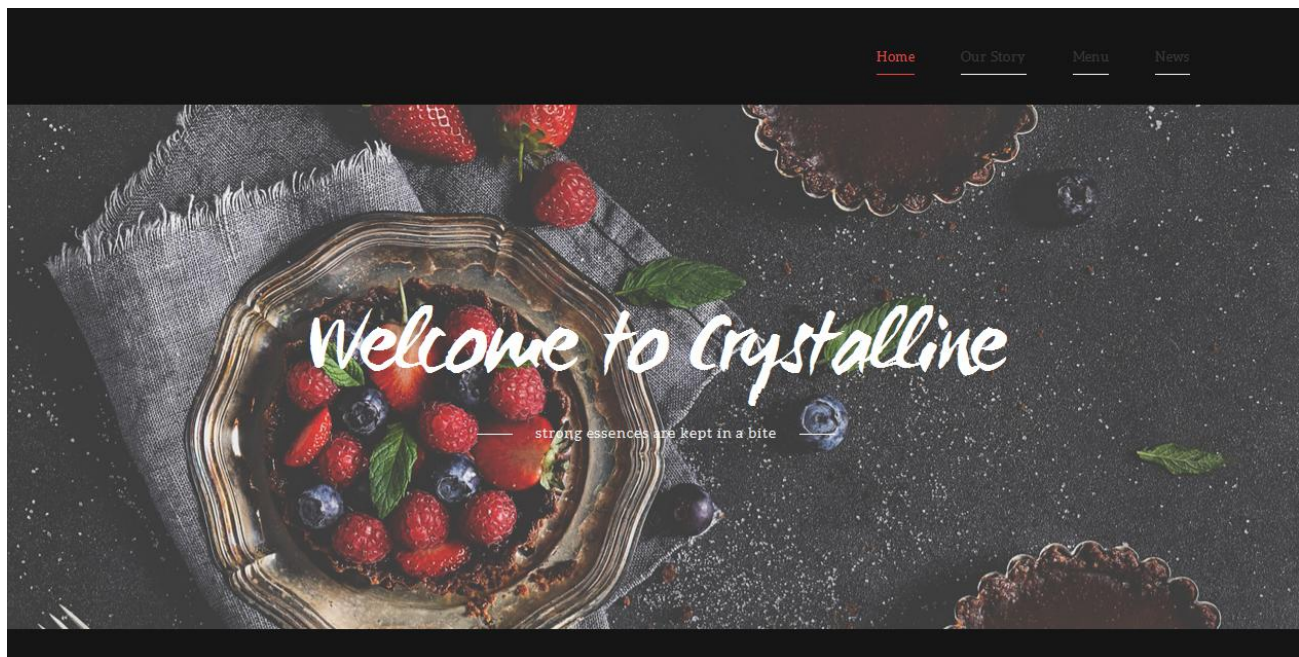 Home Our Story Menu News
Welcome to Crystalline
strong essences are kept in a bite